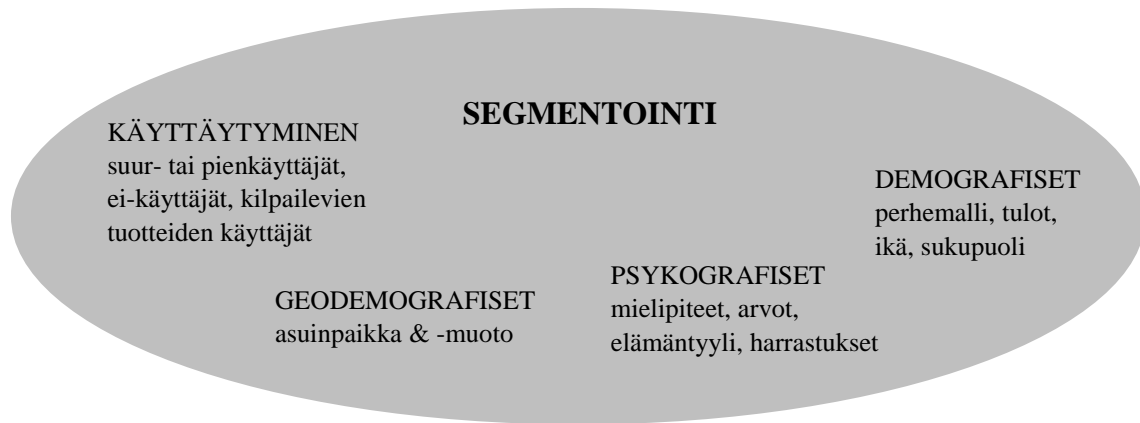 SEGMENTOINTI
KÄYTTÄYTYMINEN
suur- tai pienkäyttäjät,
ei-käyttäjät, kilpailevien
tuotteiden käyttäjät
DEMOGRAFISET
perhemalli, tulot,
ikä, sukupuoli
GEODEMOGRAFISET
asuinpaikka & -muoto
PSYKOGRAFISET
mielipiteet, arvot,
elämäntyyli, harrastukset